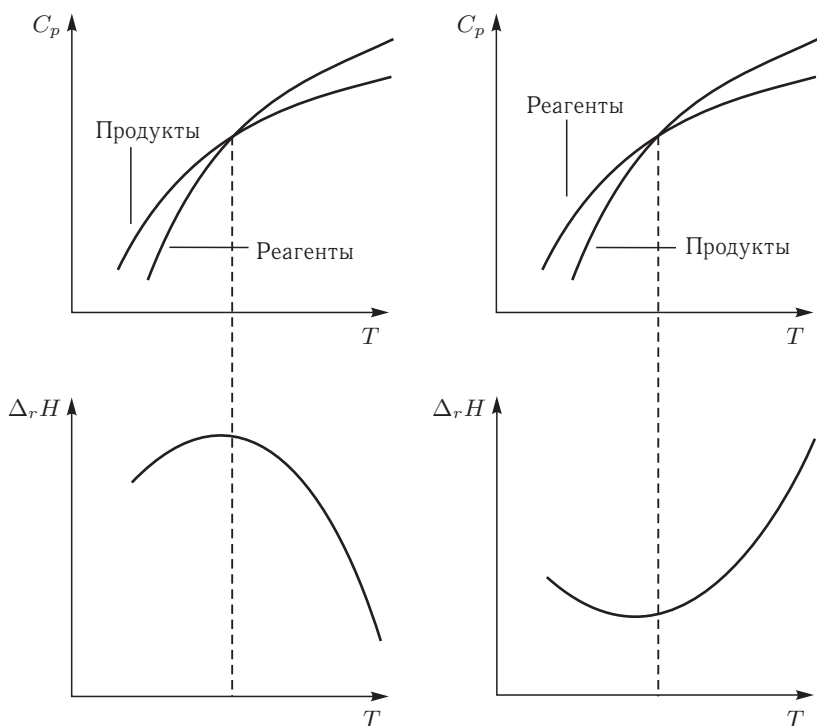 C_p
Продукты
Реагенты
T
C_p
Реагенты
Продукты
T
Δ_rH
T
Δ_rH
T